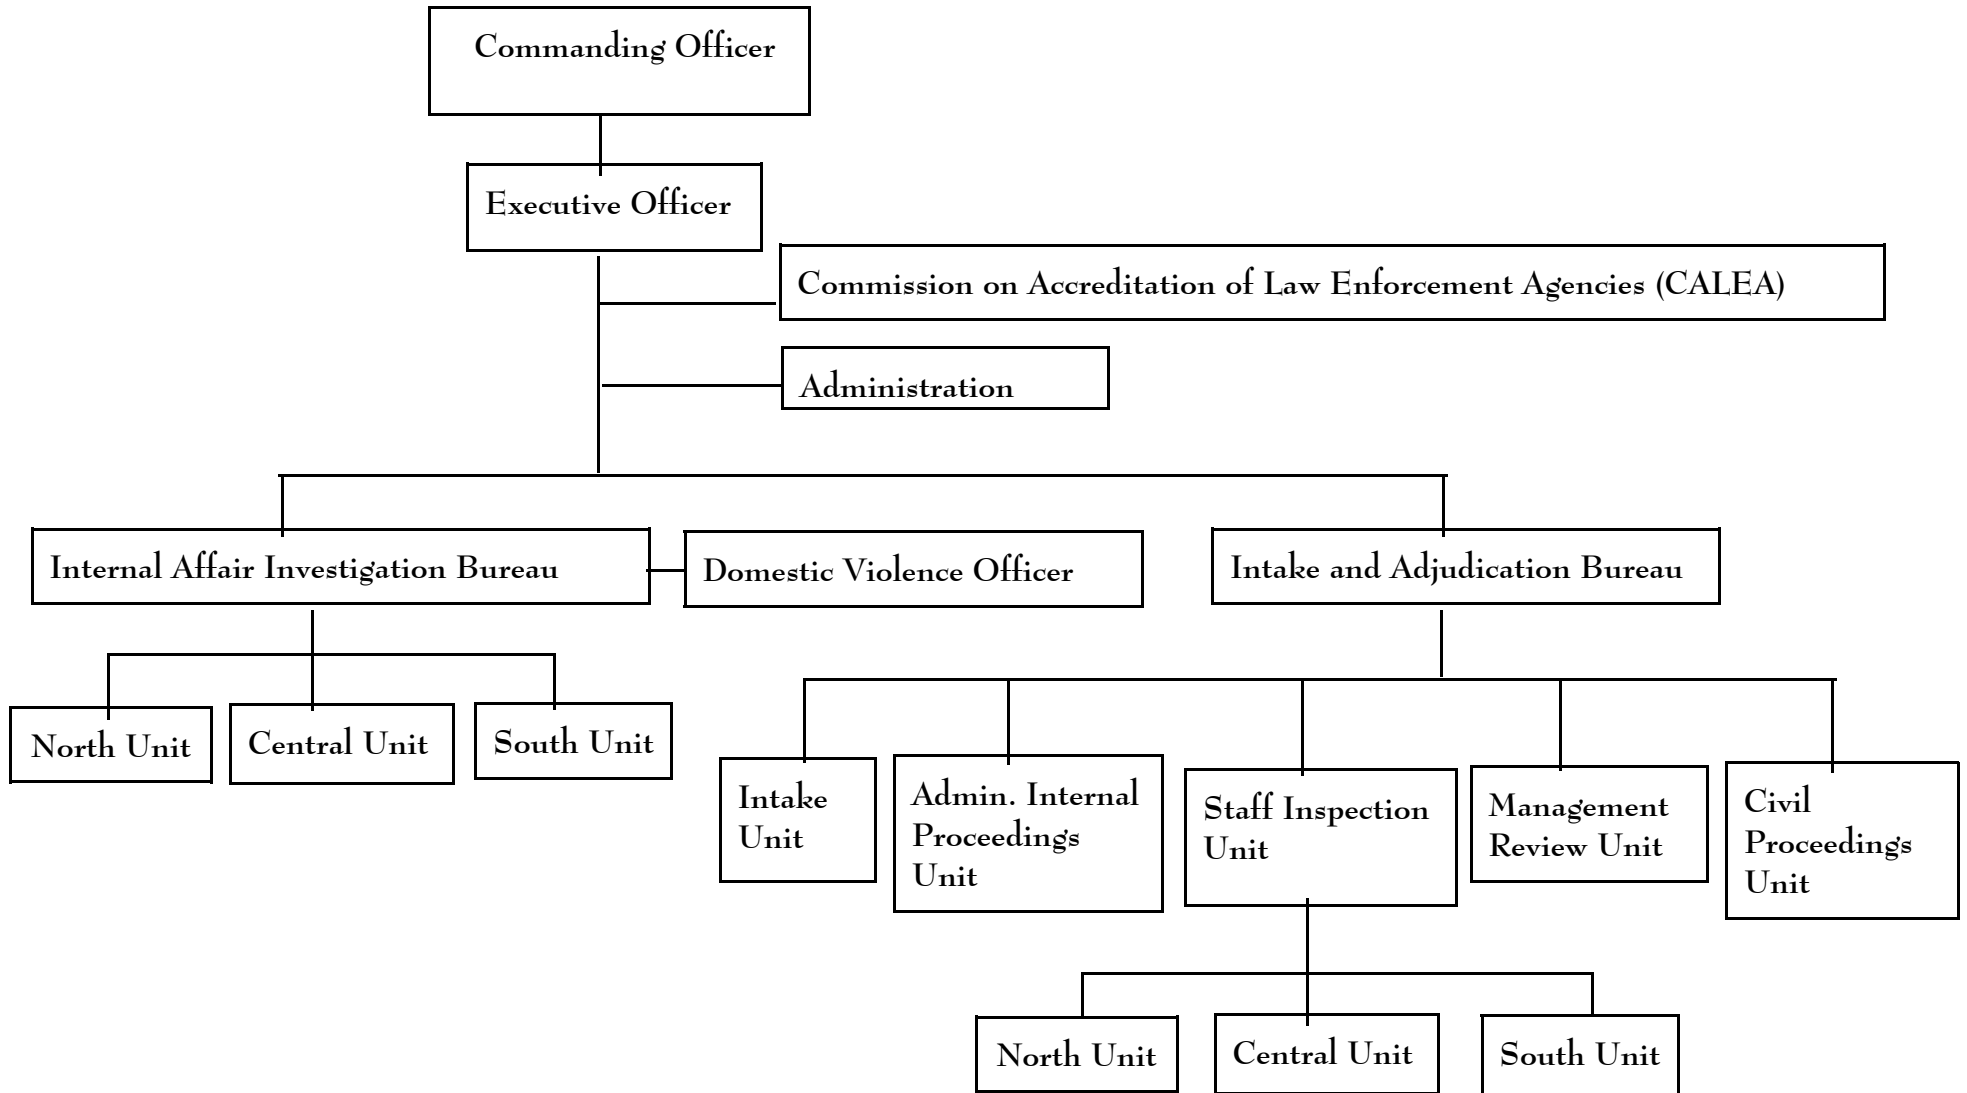 Commanding Officer
Executive Officer
Commission on Accreditation of Law Enforcement Agencies (CALEA)
Administration
Internal Affair Investigation Bureau
Domestic Violence Officer
Intake and Adjudication Bureau
North Unit
Central Unit
South Unit
Intake
Unit
Admin. Internal
Proceedings
Unit
Staff Inspection
Unit
Management
Review Unit
Civil
Proceedings
Unit
North Unit
Central Unit
South Unit